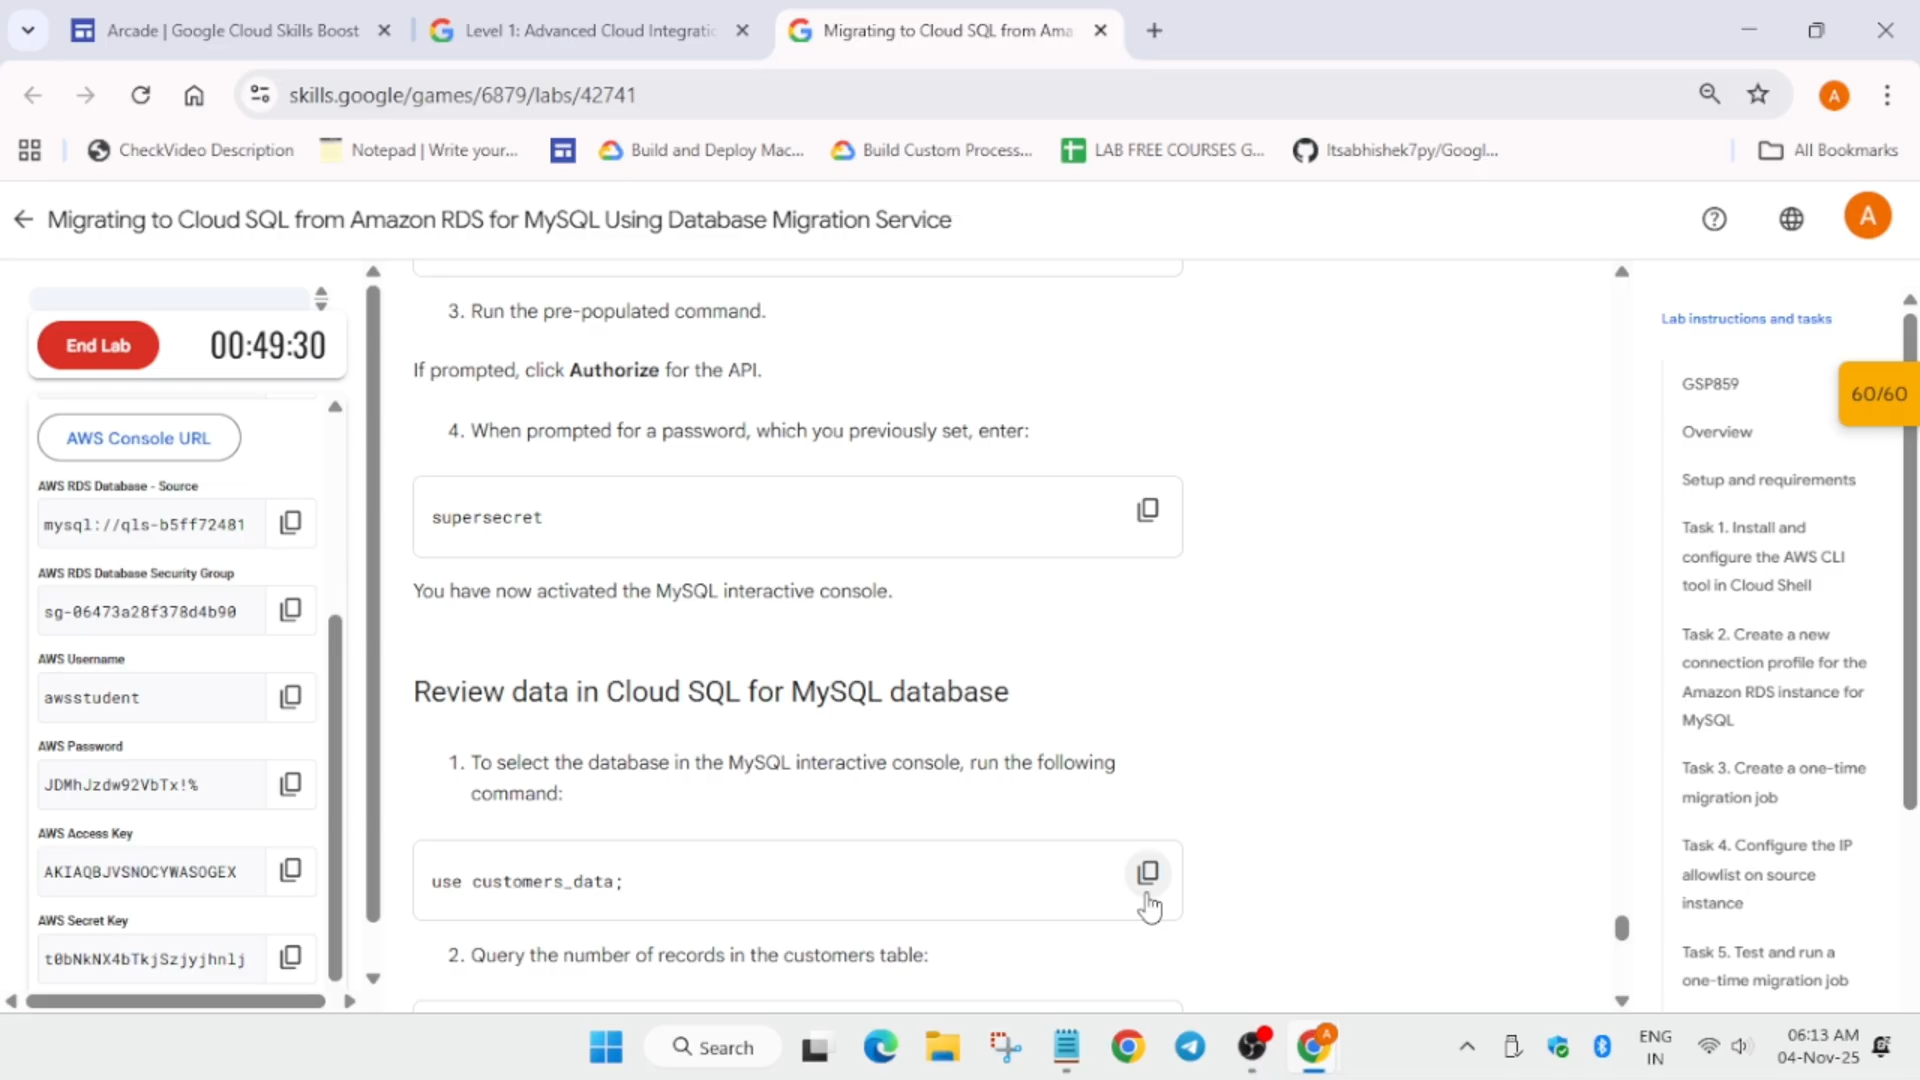 Arcade | Google Cloud Skills Boost
Level 1: Advanced Cloud Integratic
Migrating to Cloud SQL from Ama
skills.google/games/6879/labs/42741
A
CheckVideo Description
Notepad | Write your...
Build and Deploy Mac...
Build Custom Process...
LAB FREE COURSES G...
Itsabhishek7py/Googl...
All Bookmarks
Migrating to Cloud SQL from Amazon RDS for MySQL Using Database Migration Service
A
End Lab
00:49:30
AWS Console URL
AWS RDS Database - Source
mysql://qls-b5ff72481
AWS RDS Database Security Group
sg-06473a28f378d4b90
AWS Username
awsstudent
AWS Password
JDMhJzdw92VbTx!%
AWS Access Key
AKIAQBJVSNOCYWASOGEX
AWS Secret Key
t0bNkNX4bTkjSzjyjhnlj
3. Run the pre-populated command.
If prompted, click Authorize for the API.
4. When prompted for a password, which you previously set, enter:
supersecret
You have now activated the MySQL interactive console.
Review data in Cloud SQL for MySQL database
1. To select the database in the MySQL interactive console, run the following
command:
use customers_data;
2. Query the number of records in the customers table:
Lab instructions and tasks
GSP859
60/60
Overview
Setup and requirements
Task 1. Install and
configure the AWS CLI
tool in Cloud Shell
Task 2. Create a new
connection profile for the
Amazon RDS instance for
MySQL
Task 3. Create a one-time
migration job
Task 4. Configure the IP
allowlist on source
instance
Task 5. Test and run a
one-time migration job
Search
A
ENG
IN
06:13 AM
04-Nov-25